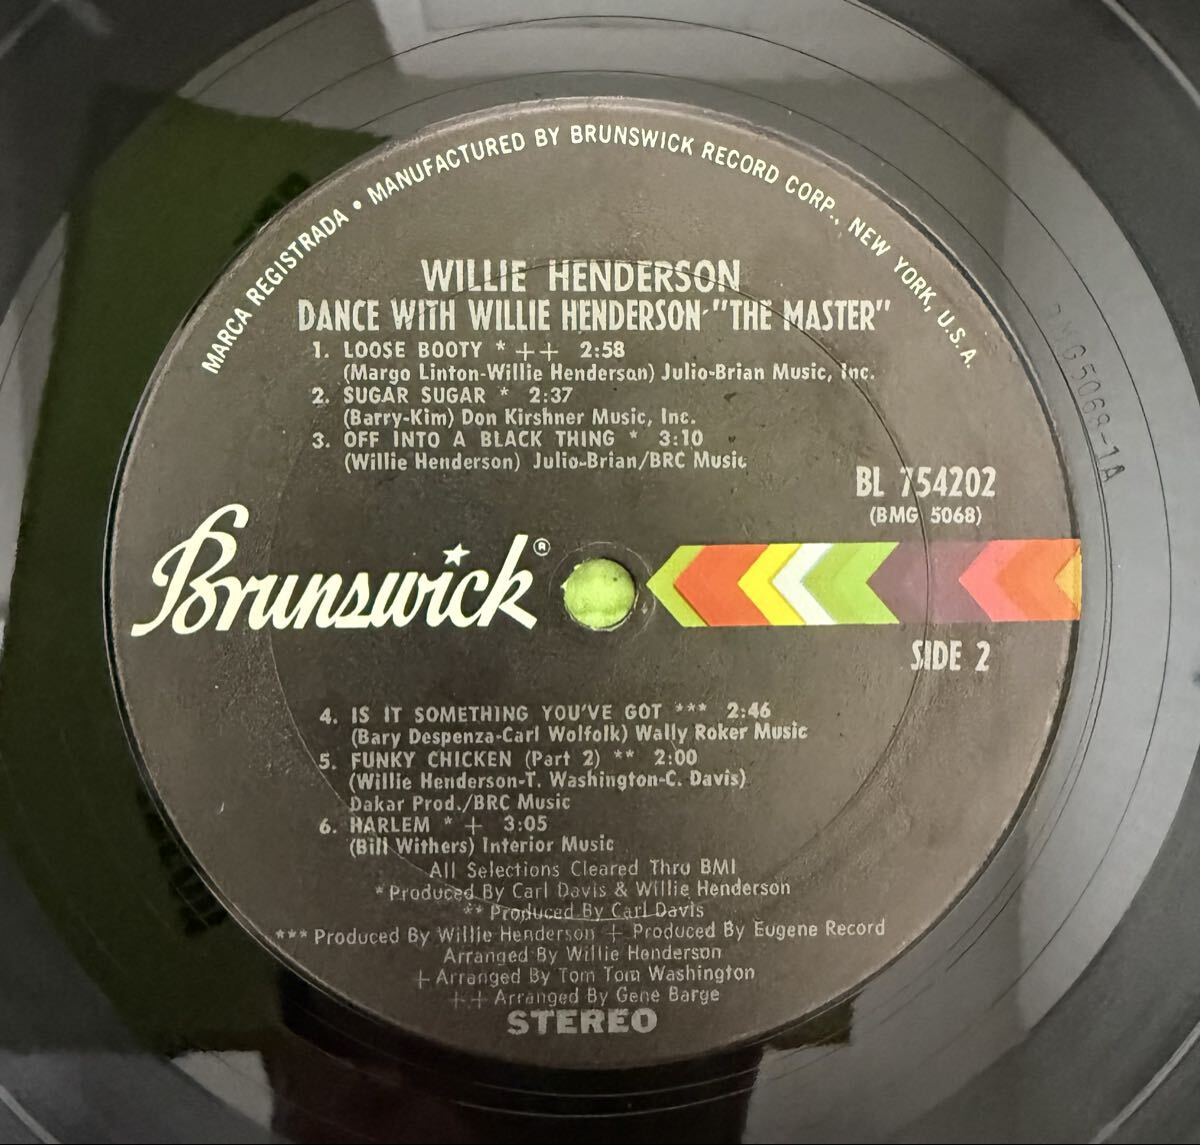 MARCA REGISTRADA • MANUFACTURED BY BRUNSWICK RECORD CORP., NEW YORK, U.S.A.
WILLIE HENDERSON
DANCE WITH WILLIE HENDERSON-"THE MASTER"
1. LOOSE BOOTY * ++ 2:58
(Margo Linton-Willie Henderson) Julio-Brian Music, Inc.
2. SUGAR SUGAR * 2:37
(Barry-Kim) Don Kirshner Music, Inc.
3. OFF INTO A BLACK THING * 3:10
(Willie Henderson) Julio-Brian/BRC Music
BL 754202
(BMG 5068)
Brunswick ®
SIDE 2
4. IS IT SOMETHING YOU'VE GOT *** 2:46
(Bary Despenza-Carl Wolfolk) Wally Roker Music
5. FUNKY CHICKEN (Part 2) ** 2:00
(Willie Henderson-T. Washington-C. Davis)
Dakar Prod./BRC Music
6. HARLEM * + 3:05
(Bill Withers) Interior Music
All Selections Cleared Thru BMI
* Produced By Carl Davis & Willie Henderson
** Produced By Carl Davis
*** Produced By Willie Henderson + Produced By Eugene Record
Arranged By Willie Henderson
+ Arranged By Tom Tom Washington
++ Arranged By Gene Barge
STEREO
BMG5068-1A